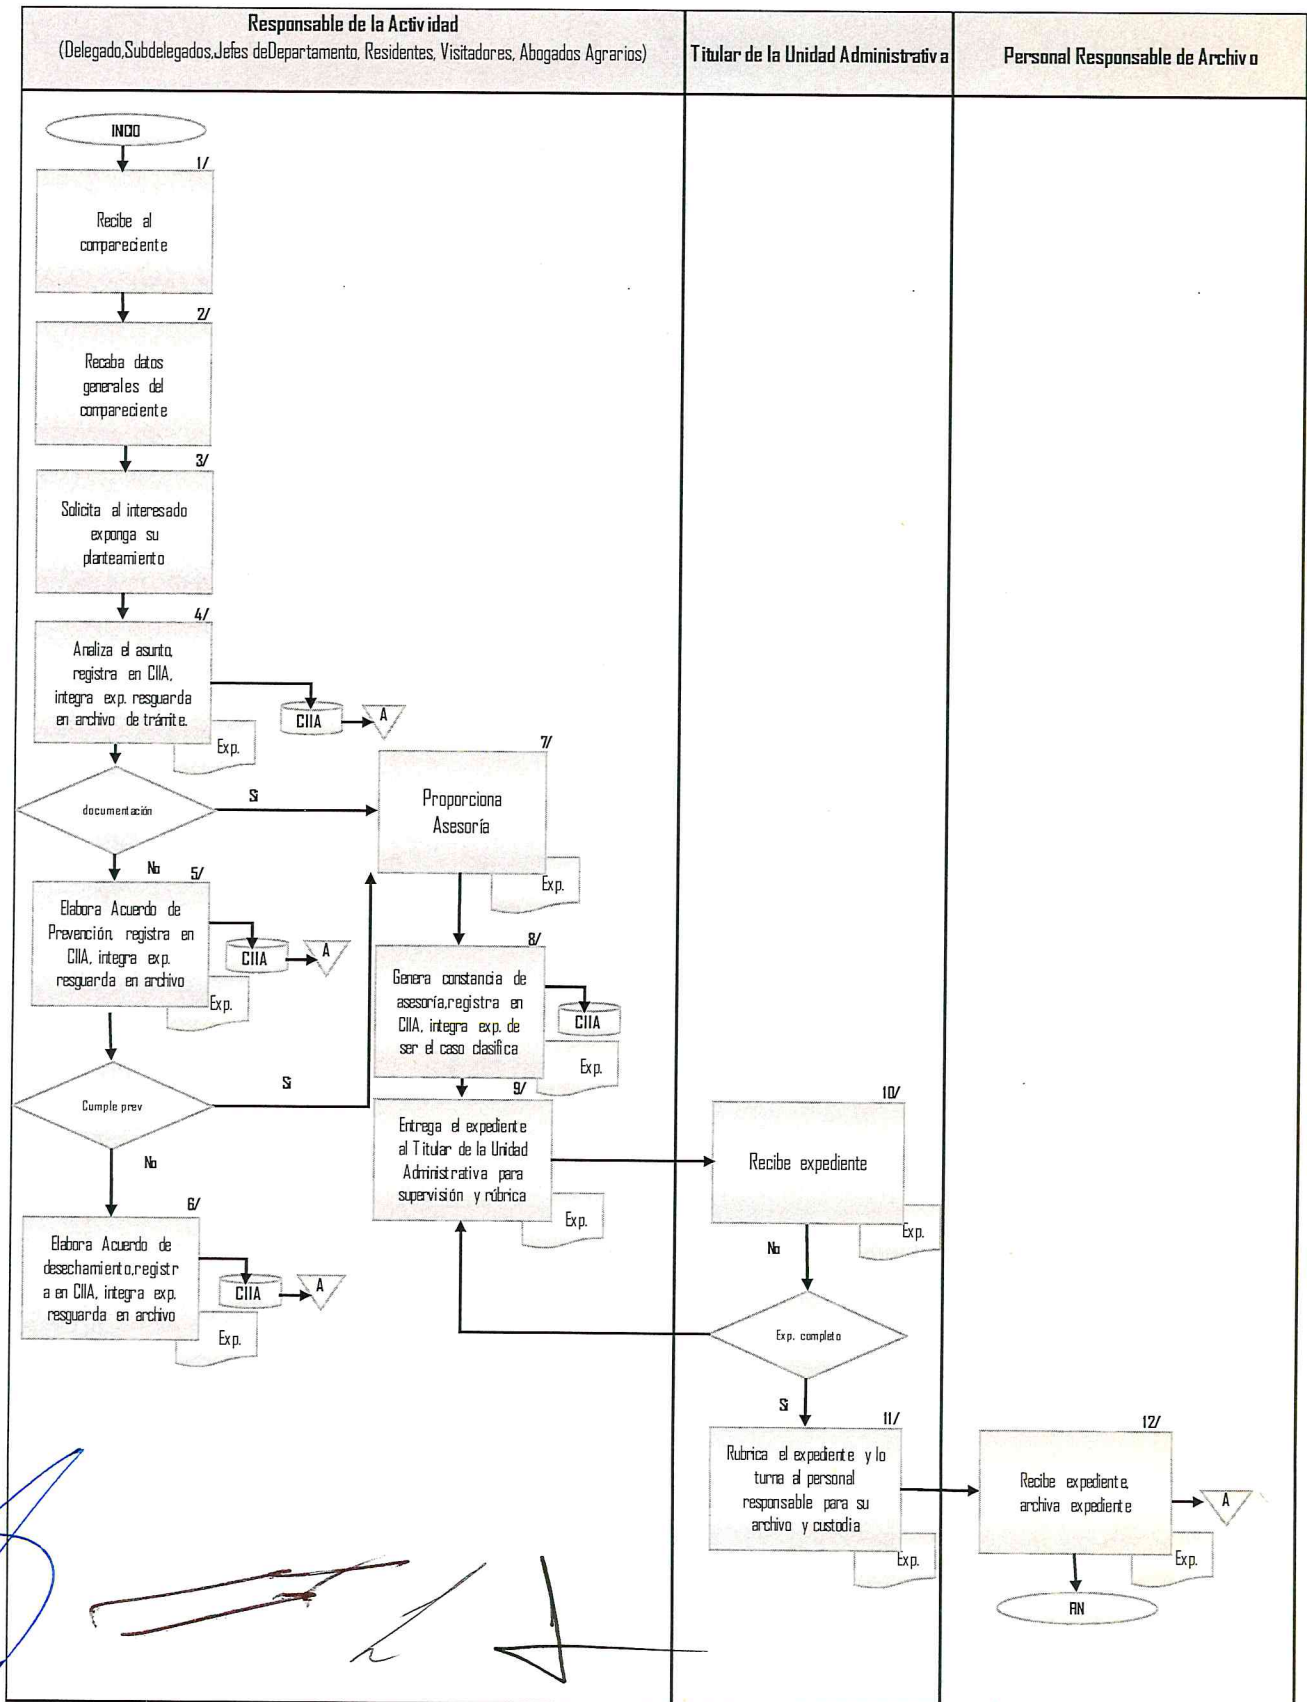 Responsable de la Actividad
(Delegado,Subdelegados,Jefes deDepartamento, Residentes, Visitadores, Abogados Agrarios)
Titular de la Unidad Administrativa
Personal Responsable de Archivo
INICIO
1/
Recibe al
compareciente
2/
Recaba datos
generales del
compareciente
3/
Solicita al interesado
exponga su
planteamiento
4/
Analiza el asunto,
registra en CIIA,
integra exp. resguarda
en archivo de trámite.
Exp.
CIIA
A
documentación
Si
No
5/
Elabora Acuerdo de
Prevención, registra en
CIIA, integra exp.
resguarda en archivo
Exp.
CIIA
A
Cumple prev
Si
No
6/
Elabora Acuerdo de
desechamiento,registr
a en CIIA, integra exp.
resguarda en archivo
Exp.
CIIA
A
7/
Proporciona
Asesoría
Exp.
8/
Genera constancia de
asesoría,registra en
CIIA, integra exp. de
ser el caso clasifica
CIIA
Exp.
9/
Entrega el expediente
al Titular de la Unidad
Administrativa para
supervisión y rúbrica
Exp.
10/
Recibe expediente
Exp.
No
Exp. completo
Si
11/
Rubrica el expediente y lo
turna al personal
responsable para su
archivo y custodia
Exp.
12/
Recibe expediente,
archiva expediente
A
Exp.
FIN